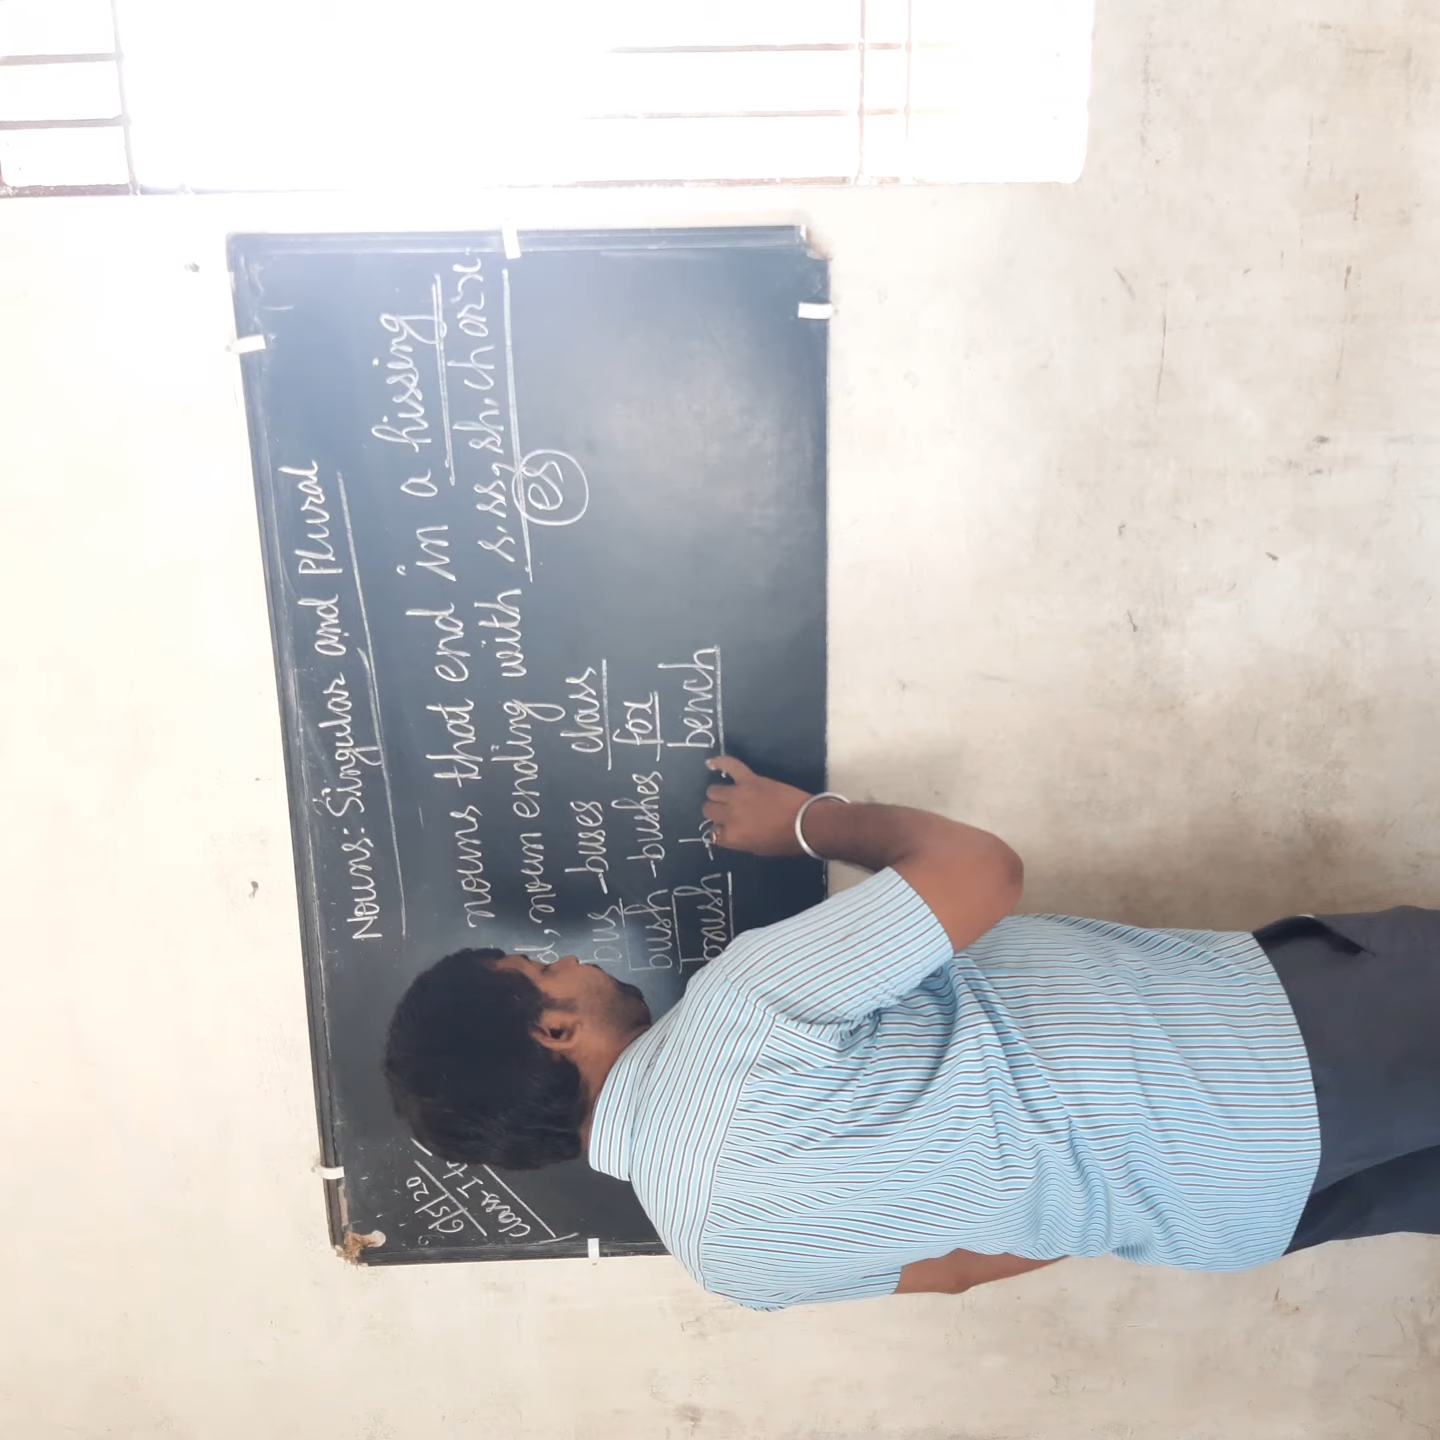 Nouns: Singular and Plural
nouns that end in a hissing
noun ending with s, ss, sh, ch or x
es
bus - buses class
bush - bushes fox
brush - bench
Class-I